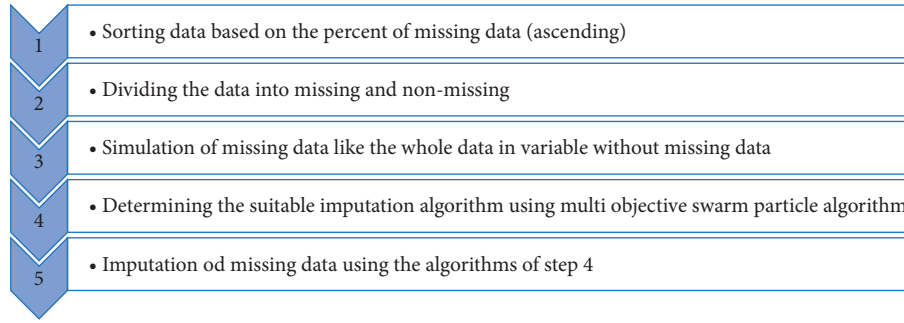 1 • Sorting data based on the percent of missing data (ascending)
2 • Dividing the data into missing and non-missing
3 • Simulation of missing data like the whole data in variable without missing data
4 • Determining the suitable imputation algorithm using multi objective swarm particle algorithm
5 • Imputation od missing data using the algorithms of step 4